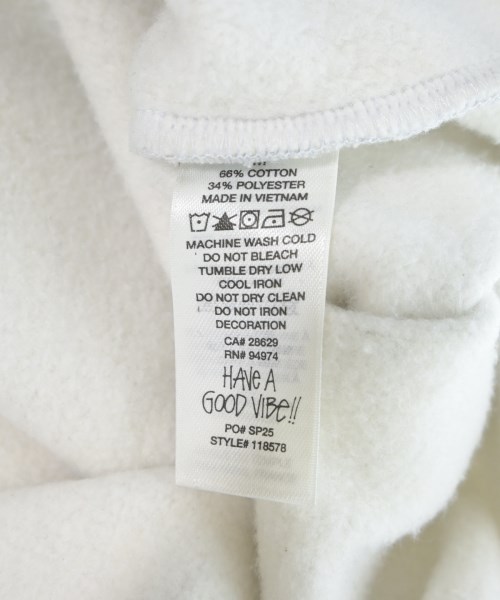 66% COTTON
34% POLYESTER
MADE IN VIETNAM
MACHINE WASH COLD
DO NOT BLEACH
TUMBLE DRY LOW
COOL IRON
DO NOT DRY CLEAN
DO NOT IRON
DECORATION
CA# 28629
RN# 94974
HAVE A
GOOD VIBE!!
PO# SP25
STYLE# 118578